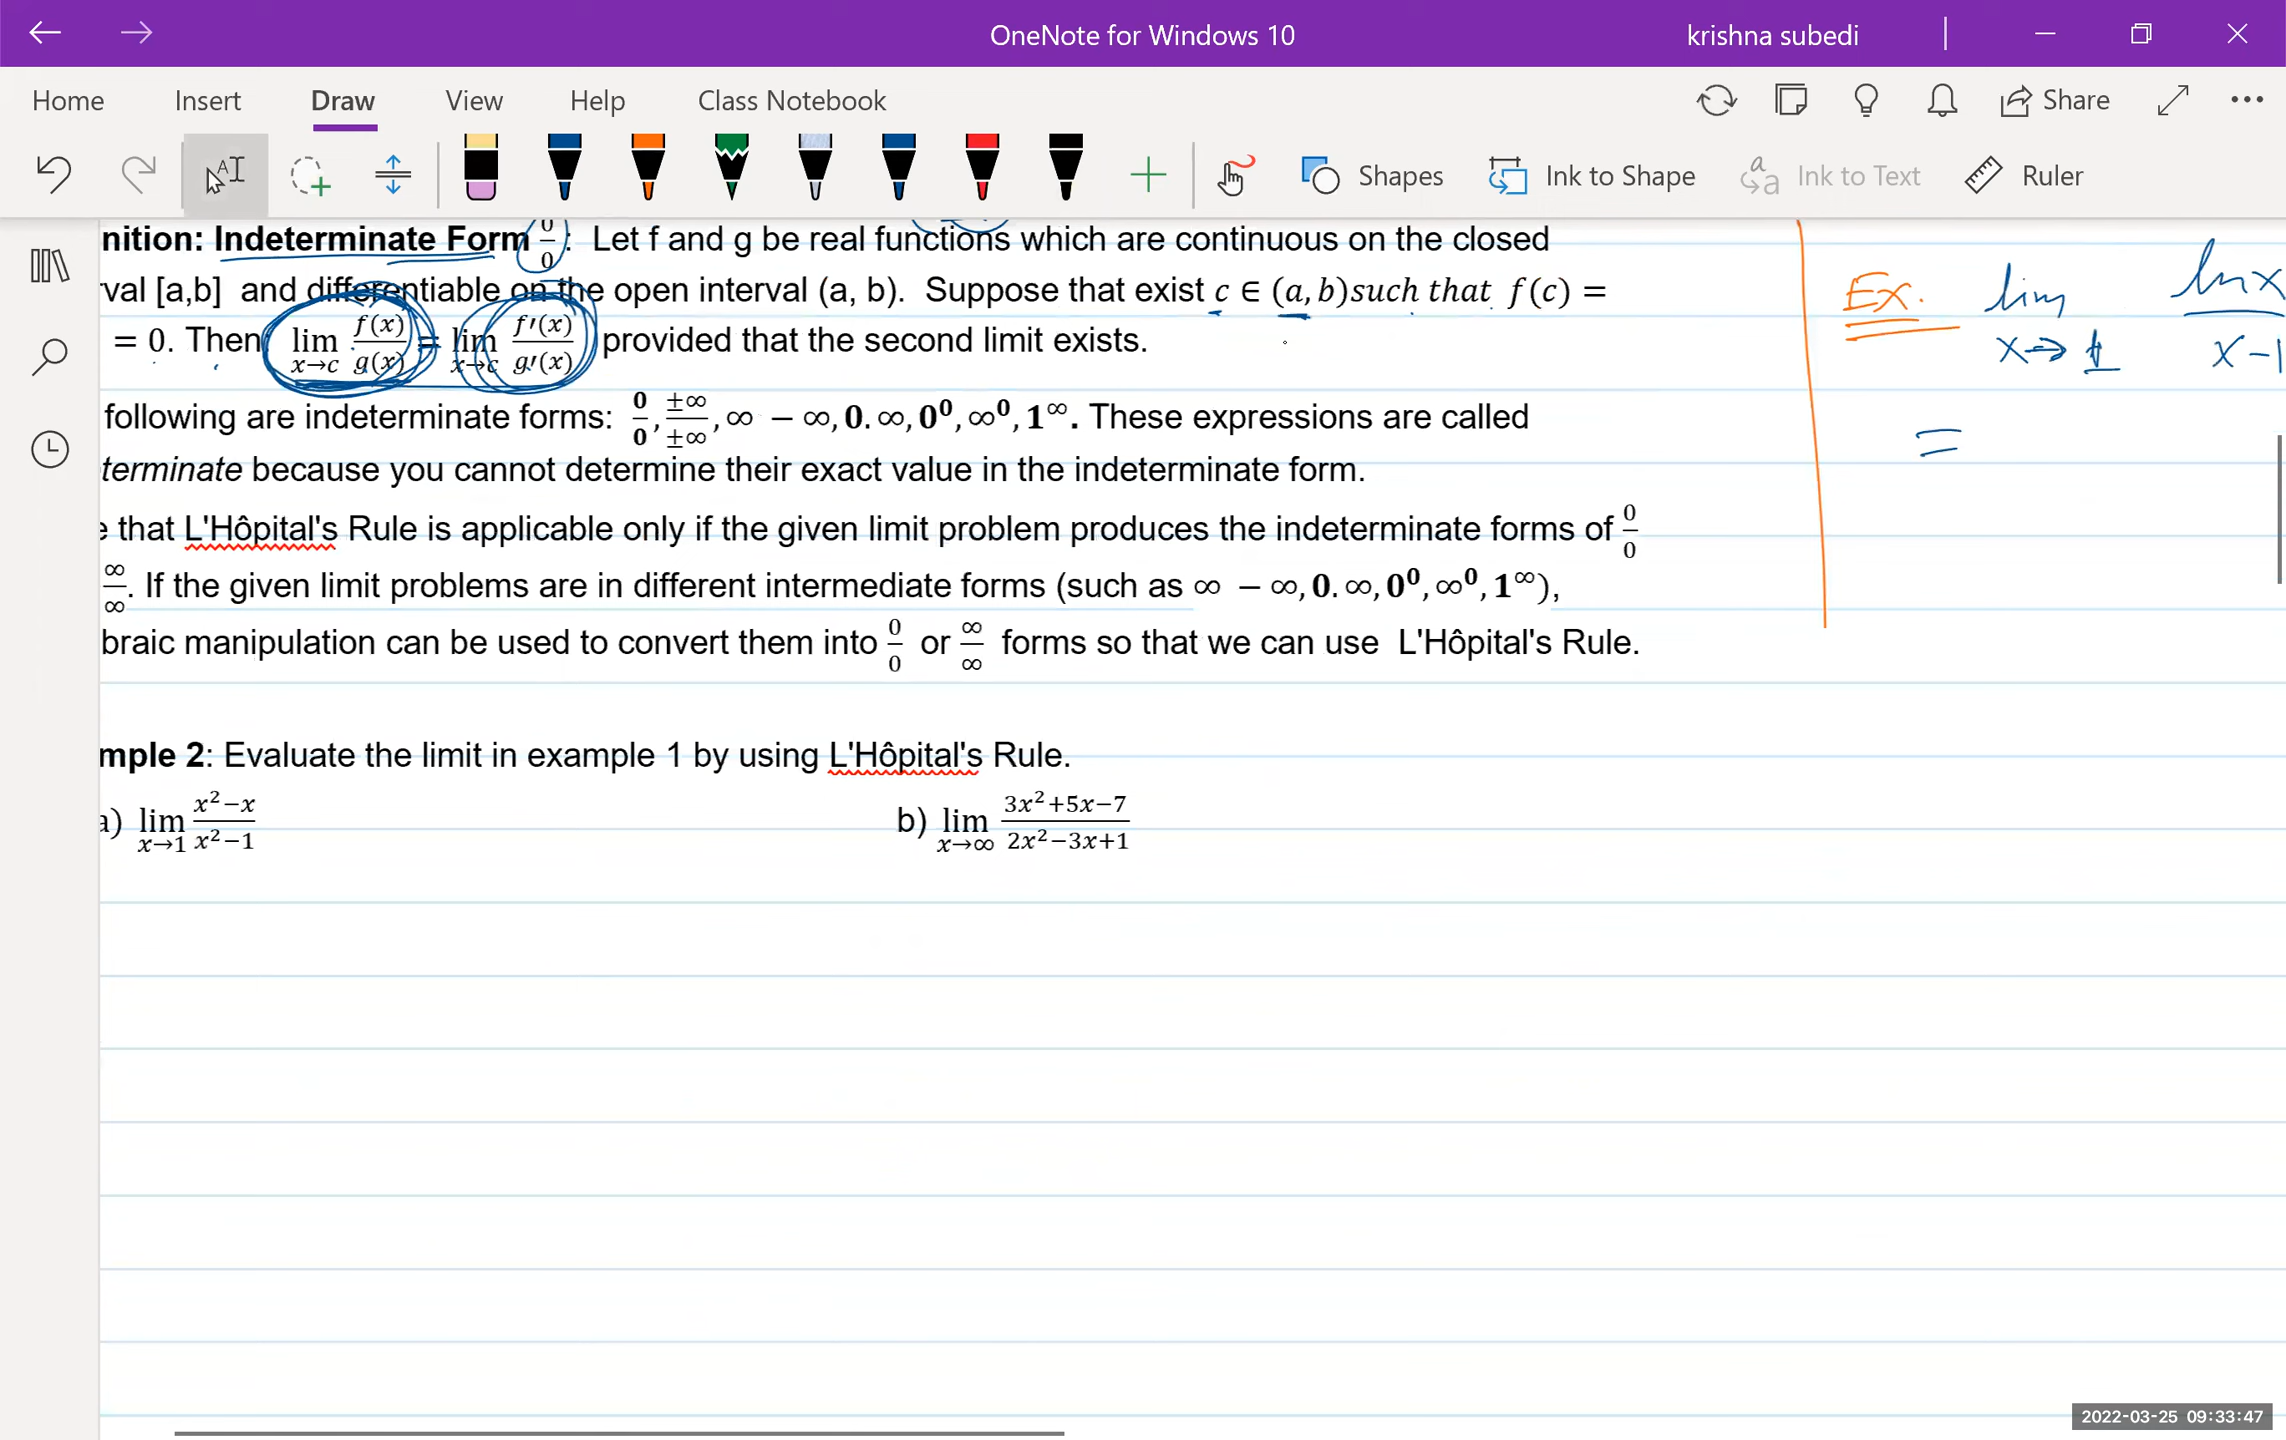 OneNote for Windows 10
krishna subedi
Home Insert Draw View Help Class Notebook Share
Shapes Ink to Shape Ink to Text Ruler
nition: Indeterminate Form 0/0: Let f and g be real functions which are continuous on the closed
rval [a,b] and differentiable on the open interval (a, b). Suppose that exist c ∈ (a, b)such that f(c) =
= 0. Then lim x→c f(x)/g(x) = lim x→c f′(x)/g′(x) provided that the second limit exists.
following are indeterminate forms: 0/0, ±∞/±∞, ∞ − ∞, 0. ∞, 0⁰, ∞⁰, 1^∞. These expressions are called
terminate because you cannot determine their exact value in the indeterminate form.
e that L'Hôpital's Rule is applicable only if the given limit problem produces the indeterminate forms of 0/0
∞/∞. If the given limit problems are in different intermediate forms (such as ∞ − ∞, 0. ∞, 0⁰, ∞⁰, 1^∞),
braic manipulation can be used to convert them into 0/0 or ∞/∞ forms so that we can use L'Hôpital's Rule.
mple 2: Evaluate the limit in example 1 by using L'Hôpital's Rule.
a) lim x→1 x²−x/x²−1
b) lim x→∞ 3x²+5x−7/2x²−3x+1
Ex. lim x→1 ln x/x−1
=
2022-03-25 09:33:47